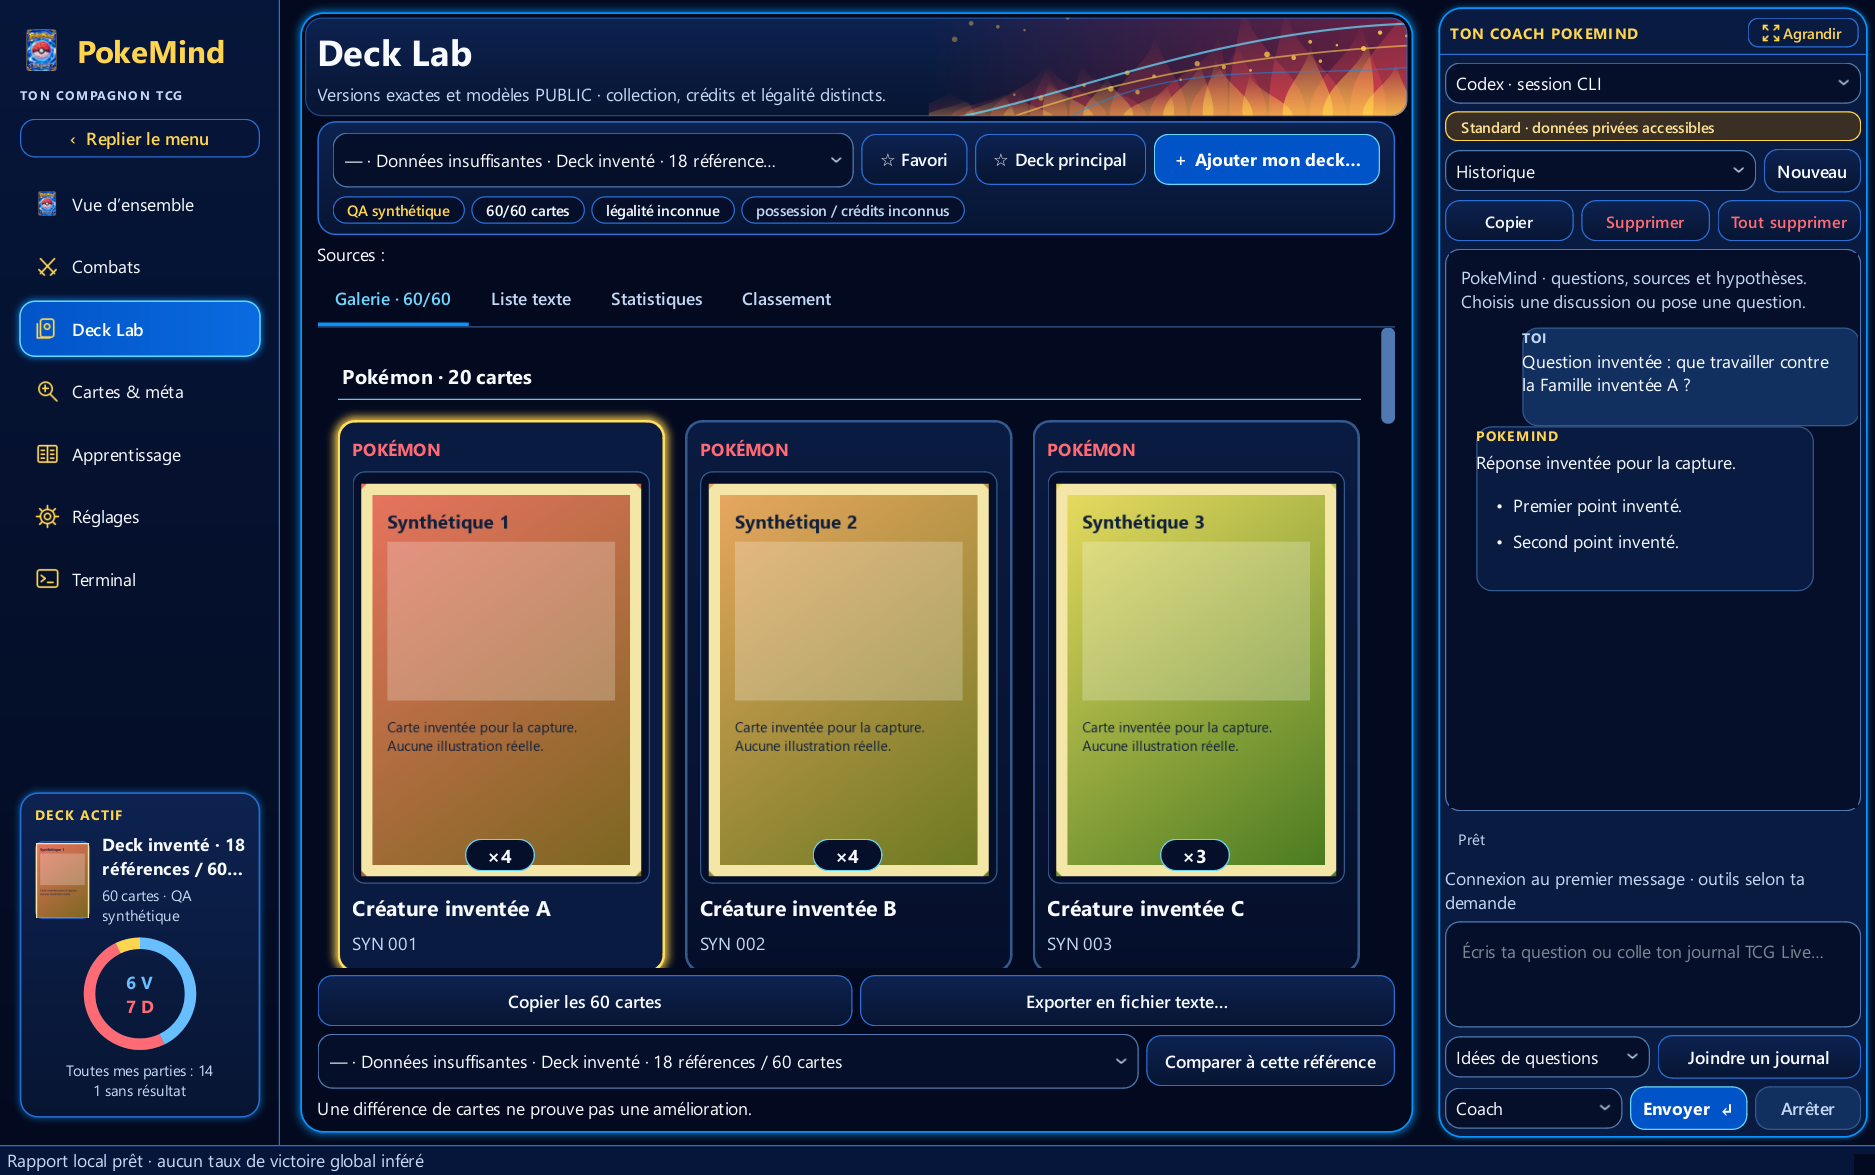 PokeMind
TON COMPAGNON TCG
‹ Replier le menu
Vue d’ensemble
Combats
Deck Lab
Cartes & méta
Apprentissage
Réglages
Terminal
DECK ACTIF
Deck inventé · 18
références / 60…
60 cartes · QA
synthétique
6 V
7 D
Toutes mes parties : 14
1 sans résultat
Deck Lab
Versions exactes et modèles PUBLIC · collection, crédits et légalité distincts.
— · Données insuffisantes · Deck inventé · 18 référence…
☆ Favori
☆ Deck principal
+ Ajouter mon deck…
QA synthétique
60/60 cartes
légalité inconnue
possession / crédits inconnus
Sources :
Galerie · 60/60
Liste texte
Statistiques
Classement
Pokémon · 20 cartes
POKÉMON
Synthétique 1
Carte inventée pour la capture.
Aucune illustration réelle.
×4
Créature inventée A
SYN 001
POKÉMON
Synthétique 2
Carte inventée pour la capture.
Aucune illustration réelle.
×4
Créature inventée B
SYN 002
POKÉMON
Synthétique 3
Carte inventée pour la capture.
Aucune illustration réelle.
×3
Créature inventée C
SYN 003
Copier les 60 cartes
Exporter en fichier texte…
— · Données insuffisantes · Deck inventé · 18 références / 60 cartes
Comparer à cette référence
Une différence de cartes ne prouve pas une amélioration.
TON COACH POKEMIND
Agrandir
Codex · session CLI
Standard · données privées accessibles
Historique
Nouveau
Copier
Supprimer
Tout supprimer
PokeMind · questions, sources et hypothèses.
Choisis une discussion ou pose une question.
TOI
Question inventée : que travailler contre
la Famille inventée A ?
POKEMIND
Réponse inventée pour la capture.
• Premier point inventé.
• Second point inventé.
Prêt
Connexion au premier message · outils selon ta
demande
Écris ta question ou colle ton journal TCG Live…
Idées de questions
Joindre un journal
Coach
Envoyer ↲
Arrêter
Rapport local prêt · aucun taux de victoire global inféré